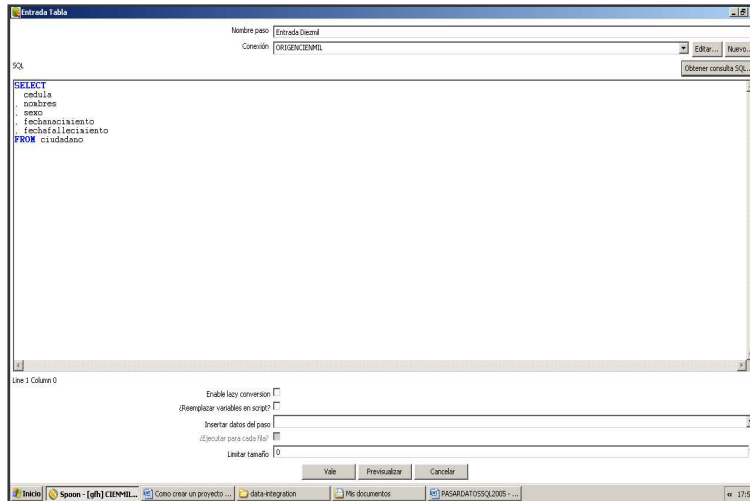 Entrada Tabla
Nombre paso Entrada Diezmil
Conexión ORIGENCIENMIL Editar... Nuevo...
SQL Obtener consulta SQL...
SELECT
cedula
, nombres
, sexo
, fechanacimiento
, fechafallecimiento
FROM ciudadano
Line 1 Column 0
Enable lazy conversion
¿Reemplazar variables en script?
Insertar datos del paso
¿Ejecutar para cada fila?
Limitar tamaño 0
Vale Previsualizar Cancelar
Inicio Spoon - [gfh] CIENMIL... Como crear un proyecto ... data-integration Mis documentos PASARDATOSSQL2005 - ... « 17:5